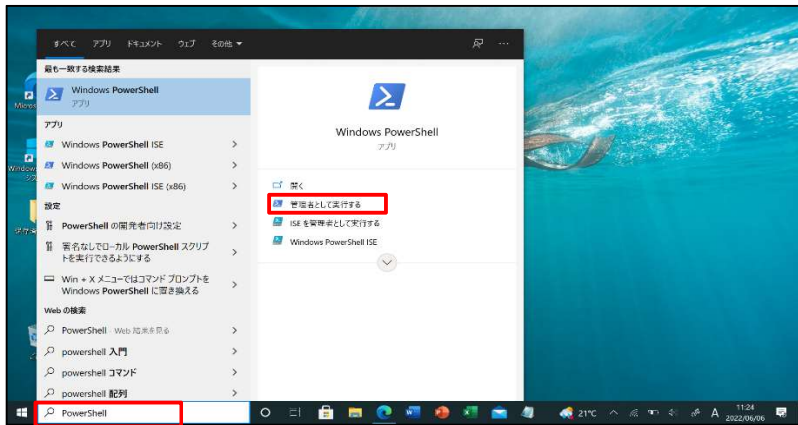 すべて アプリ ドキュメント ウェブ その他 ▼
最も一致する検索結果
Windows PowerShell
アプリ
アプリ
Windows PowerShell ISE
Windows PowerShell (x86)
Windows PowerShell ISE (x86)
設定
PowerShell の開発者向け設定
署名なしでローカル PowerShell スクリプ
トを実行できるようにする
Win + X メニューではコマンド プロンプトを
Windows PowerShell に置き換える
Web の検索
PowerShell - Web 結果を見る
powershell 入門
powershell コマンド
powershell 配列
PowerShell
Windows PowerShell
アプリ
開く
管理者として実行する
ISE を管理者として実行する
Windows PowerShell ISE
21°C
A
11:24
2022/06/06